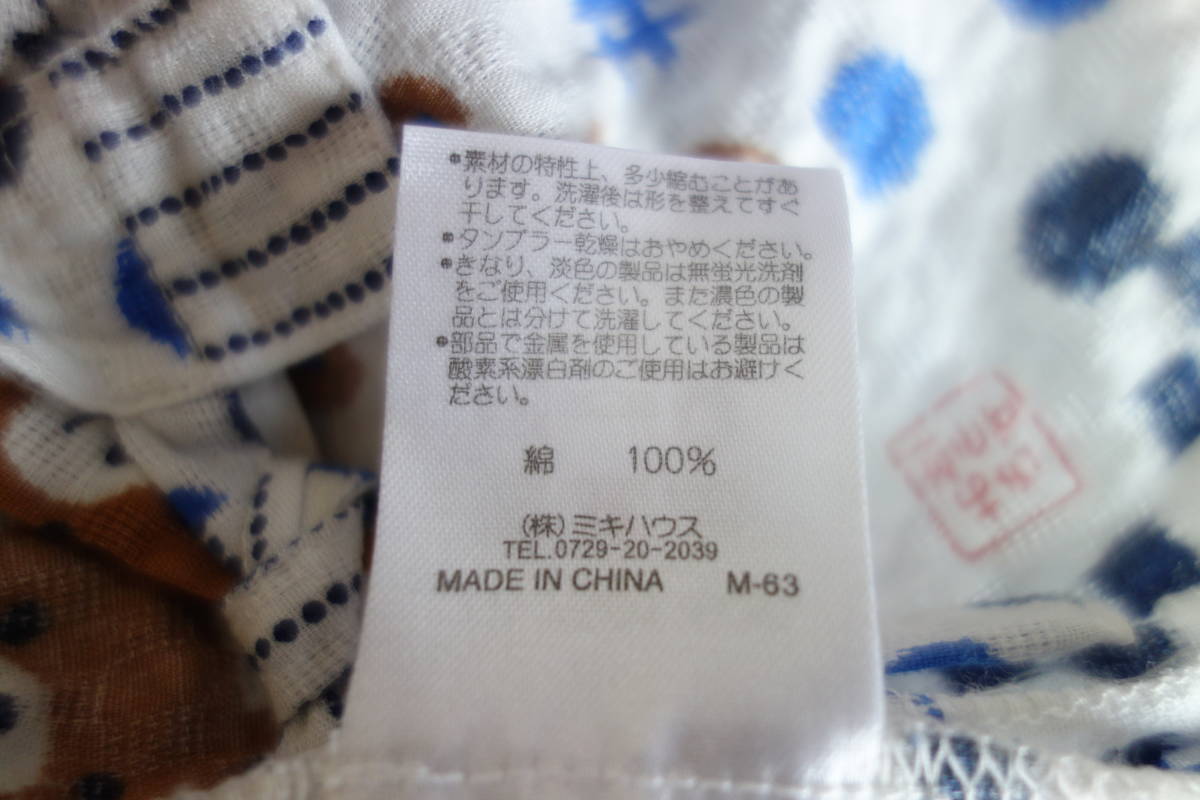 •素材の特性上、多少縮むことがあ
ります。洗濯後は形を整えてすぐ
干してください。
•タンブラー乾燥はおやめください。
•きなり、淡色の製品は無蛍光洗剤
をご使用ください。また濃色の製
品とは分けて洗濯してください。
•部品で金属を使用している製品は
酸素系漂白剤のご使用はお避けく
ださい。
綿 100%
(株)ミキハウス
TEL.0729-20-2039
MADE IN CHINA M-63